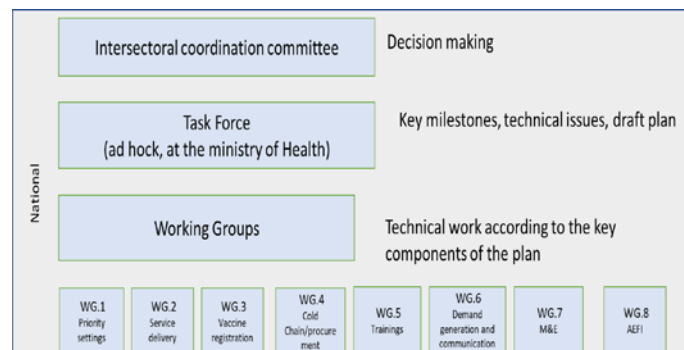 Intersectoral coordination committee
Decision making
Task Force
(ad hock, at the ministry of Health)
Key milestones, technical issues, draft plan
National
Working Groups
Technical work according to the key
components of the plan
WG.1
Priority
settings
WG.2
Service
delivery
WG.3
Vaccine
registration
WG.4
Cold
Chain/procure
ment
WG.5
Trainings
WG.6
Demand
generation and
communication
WG.7
M&E
WG.8
AEFI